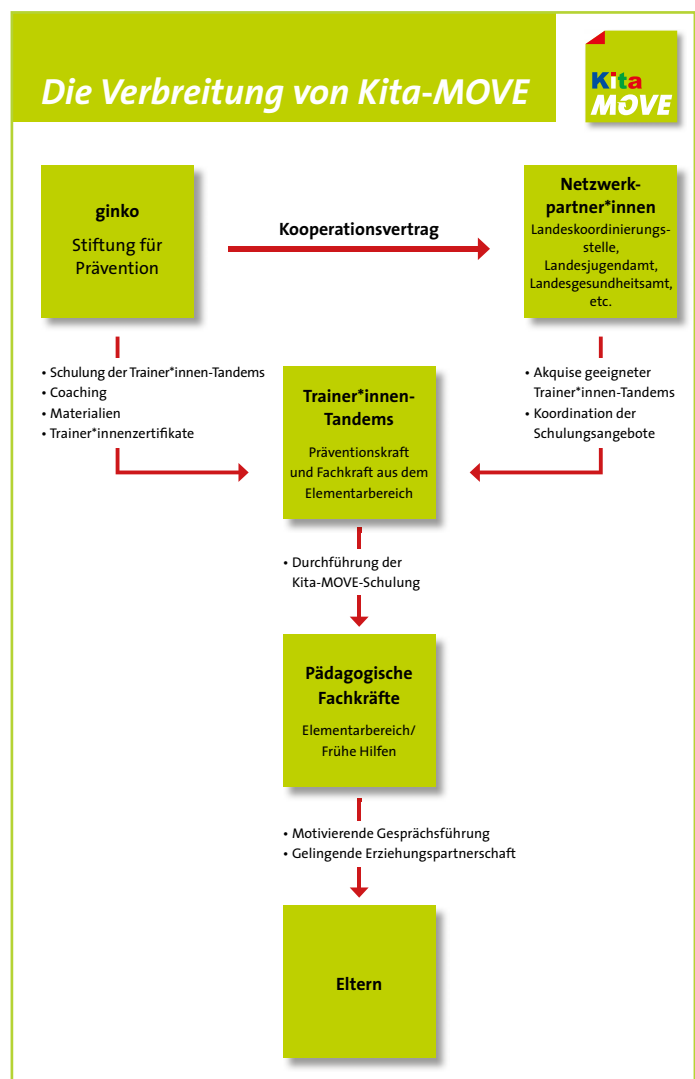 Die Verbreitung von Kita-MOVE
Kita
MOVE
ginko
Stiftung für
Prävention
Kooperationsvertrag
Netzwerk-
partner*innen
Landeskoordinierungs-
stelle,
Landesjugendamt,
Landesgesundheitsamt,
etc.
• Schulung der Trainer*innen-Tandems
• Coaching
• Materialien
• Trainer*innenzertifikate
Trainer*innen-
Tandems
Präventionskraft
und Fachkraft aus dem
Elementarbereich
• Akquise geeigneter
Trainer*innen-Tandems
• Koordination der
Schulungsangebote
• Durchführung der
Kita-MOVE-Schulung
Pädagogische
Fachkräfte
Elementarbereich/
Frühe Hilfen
• Motivierende Gesprächsführung
• Gelingende Erziehungspartnerschaft
Eltern